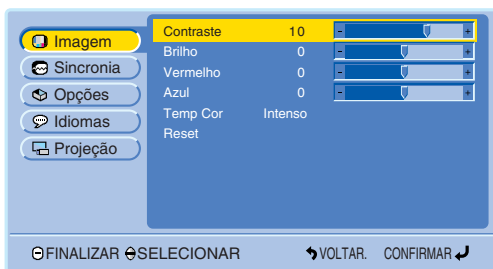 Imagem
Sincronia
Opções
Idiomas
Projeção
Contraste 10 - +
Brilho 0 - +
Vermelho 0 - +
Azul 0 - +
Temp Cor Intenso
Reset
FINALIZAR SELECIONAR VOLTAR. CONFIRMAR